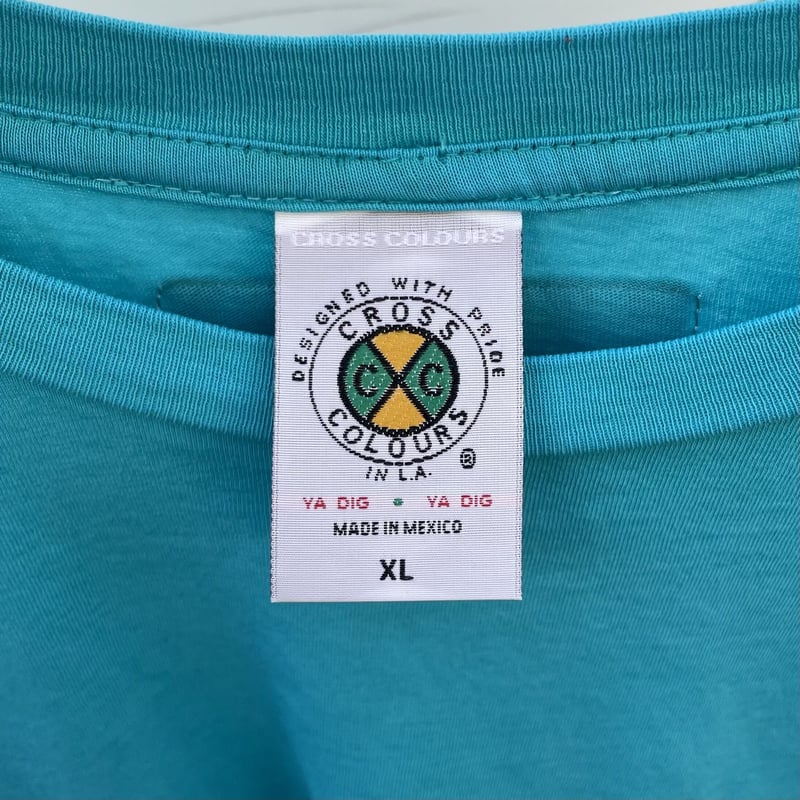 CROSS COLOURS
DESIGNED WITH PRIDE
CROSS
C C
COLOURS
IN L.A. ®
YA DIG • YA DIG
MADE IN MEXICO
XL